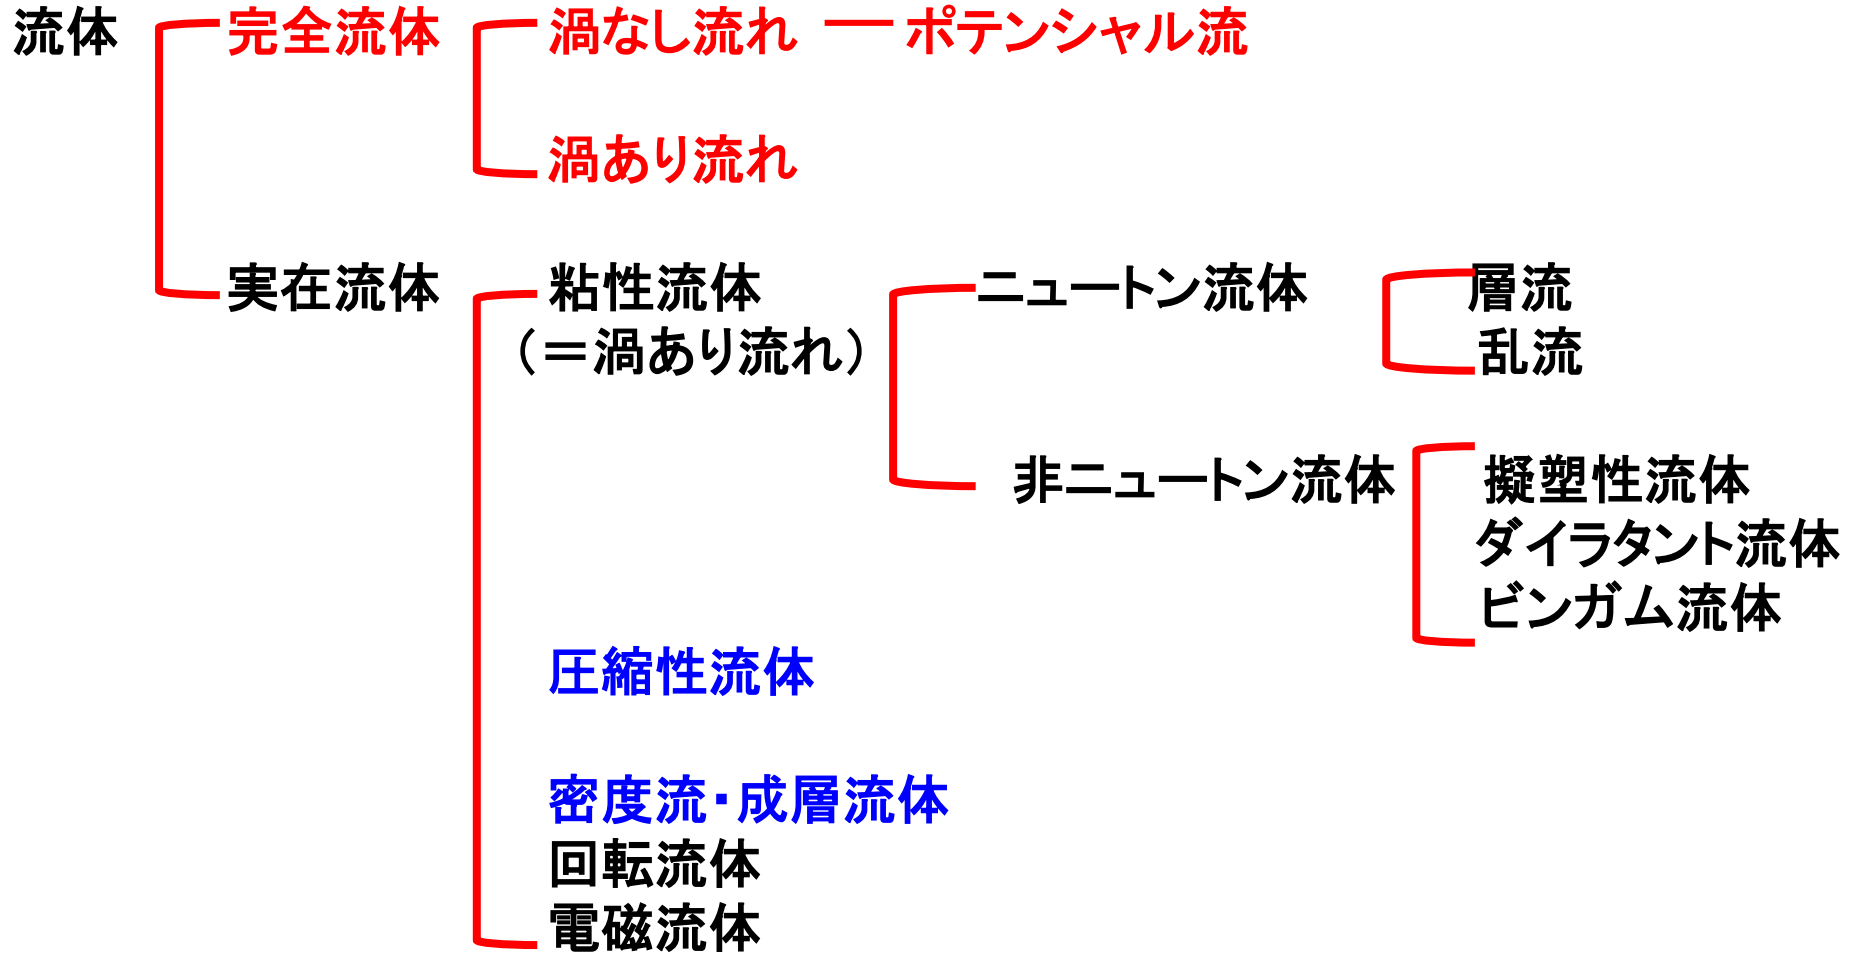 流体 完全流体 渦なし流れ ― ポテンシャル流
渦あり流れ
実在流体 粘性流体 ニュートン流体 層流
(＝渦あり流れ) 乱流
非ニュートン流体 擬塑性流体
ダイラタント流体
ビンガム流体
圧縮性流体
密度流・成層流体
回転流体
電磁流体